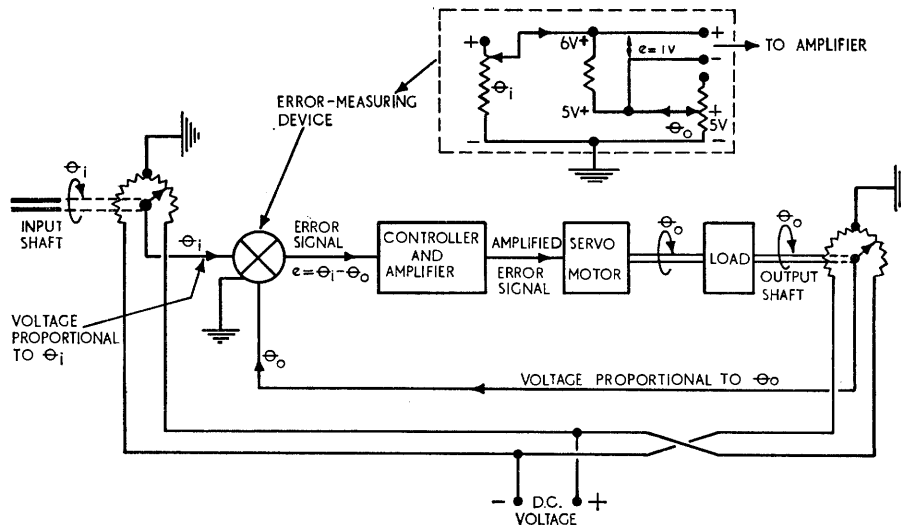 +
6V+
e=1V
+
-
TO AMPLIFIER
θi
5V+
θo
+
5V
-
-
ERROR-MEASURING
DEVICE
θi
INPUT
SHAFT
θi
ERROR
SIGNAL
e=θi-θo
CONTROLLER
AND
AMPLIFIER
AMPLIFIED
ERROR
SIGNAL
SERVO
MOTOR
θo
LOAD
θo
OUTPUT
SHAFT
VOLTAGE
PROPORTIONAL
TO θi
θo
VOLTAGE PROPORTIONAL TO θo
- D.C. +
VOLTAGE